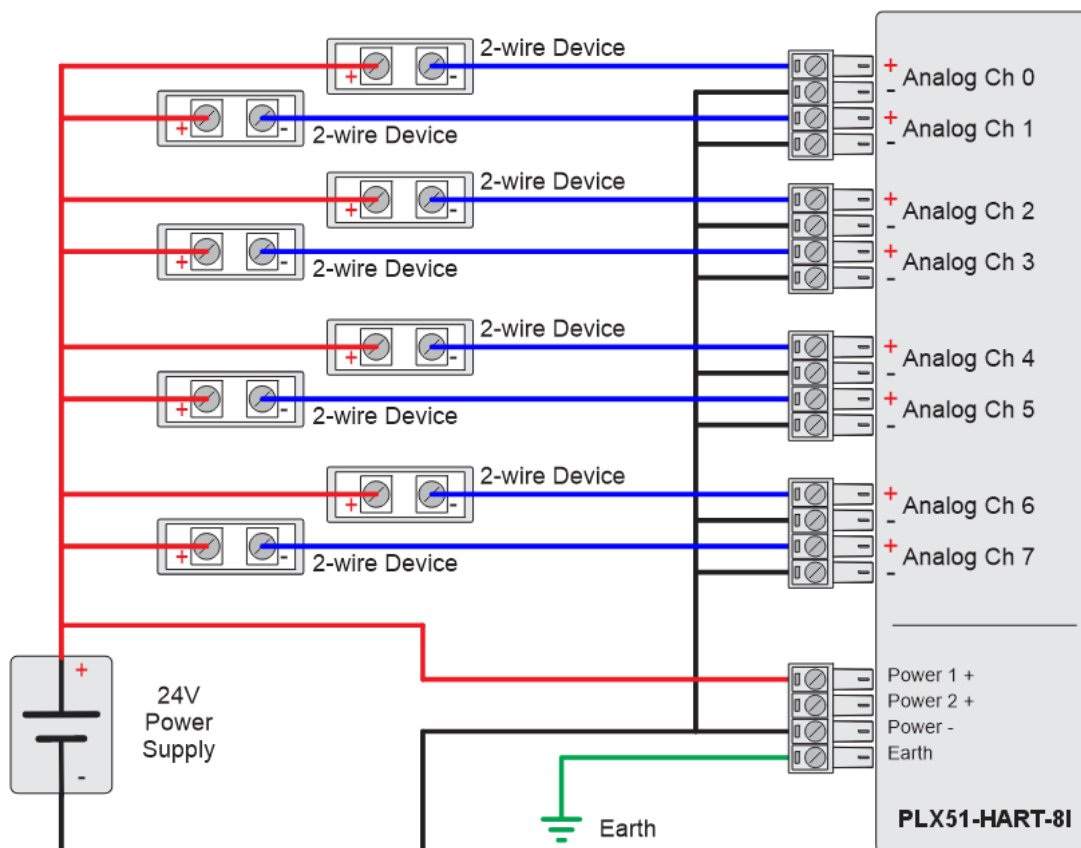 2-wire Device
+ -
+ Analog Ch 0
-
+ -
2-wire Device
+ Analog Ch 1
-
2-wire Device
+ -
+ Analog Ch 2
-
+ -
2-wire Device
+ Analog Ch 3
-
2-wire Device
+ -
+ Analog Ch 4
-
+ -
2-wire Device
+ Analog Ch 5
-
2-wire Device
+ -
+ Analog Ch 6
-
+ -
2-wire Device
+ Analog Ch 7
-
+
-
24V
Power
Supply
Power 1 +
Power 2 +
Power -
Earth
Earth
PLX51-HART-8I